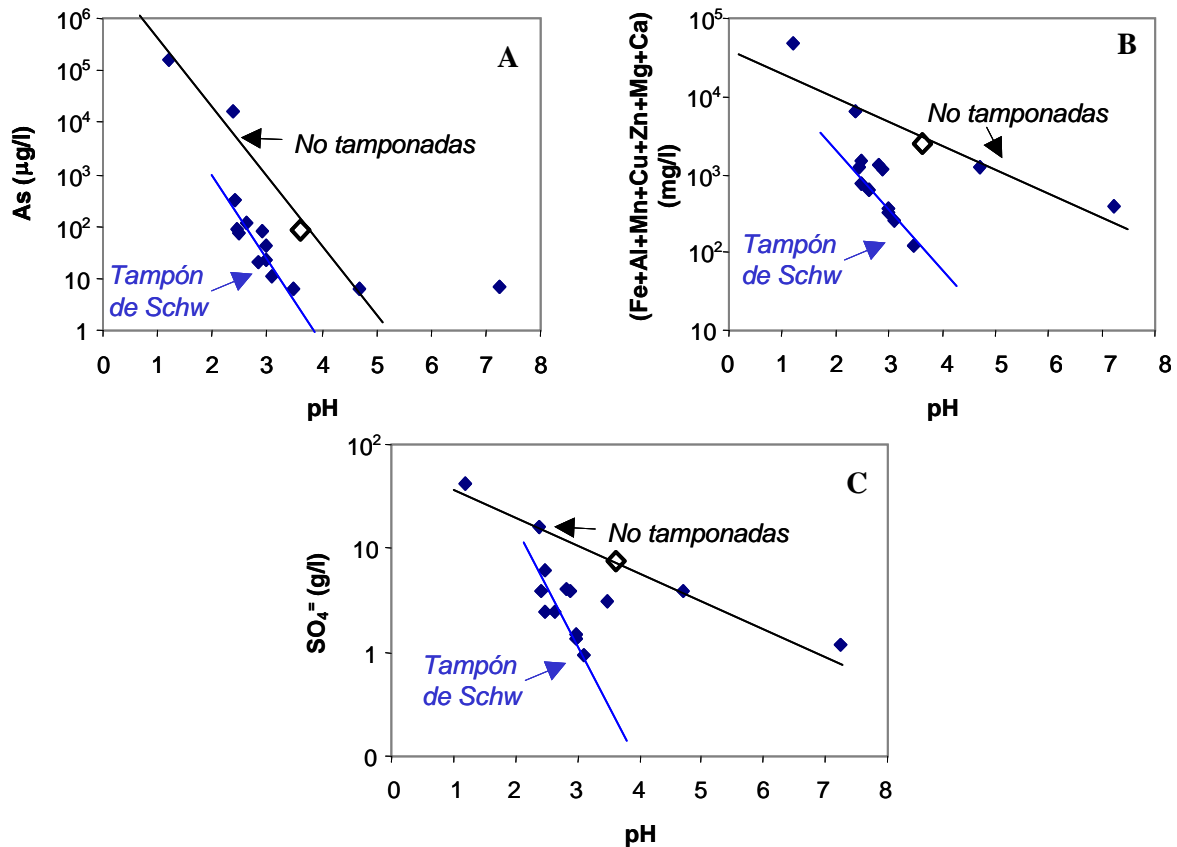 A
As (µg/l)
10⁶
10⁵
10⁴
10³
10²
10
1
No tamponadas
Tampón
de Schw
0 1 2 3 4 5 6 7 8
pH
B
(Fe+Al+Mn+Cu+Zn+Mg+Ca)
(mg/l)
10⁵
10⁴
10³
10²
10
No tamponadas
Tampón
de Schw
0 1 2 3 4 5 6 7 8
pH
C
SO₄⁼ (g/l)
10²
10
1
0
No tamponadas
Tampón
de Schw
0 1 2 3 4 5 6 7 8
pH